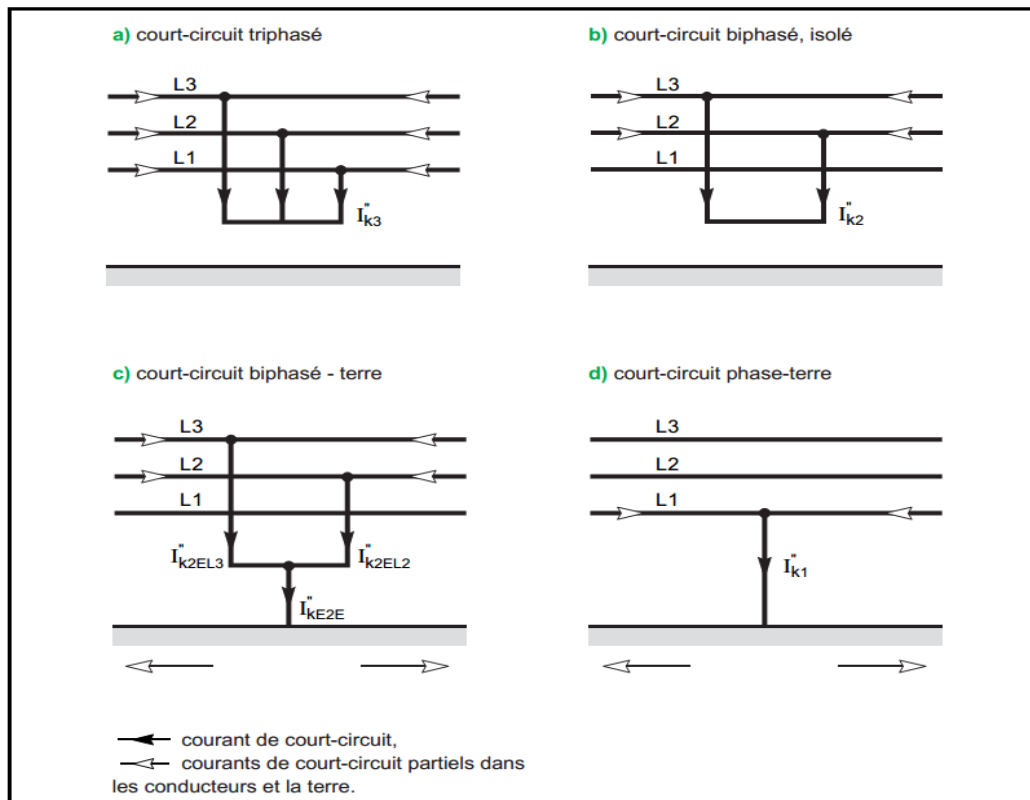 a) court-circuit triphasé
L3
L2
L1
I"k3
b) court-circuit biphasé, isolé
L3
L2
L1
I"k2
c) court-circuit biphasé - terre
L3
L2
L1
I"k2EL3
I"k2EL2
I"kE2E
d) court-circuit phase-terre
L3
L2
L1
I"k1
courant de court-circuit,
courants de court-circuit partiels dans
les conducteurs et la terre.